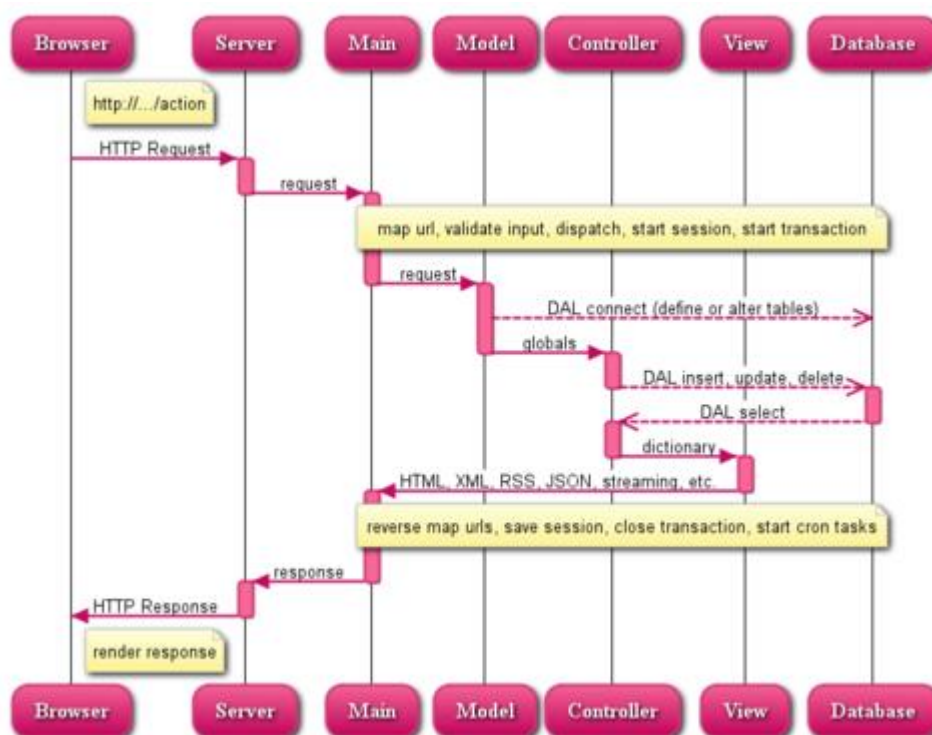 Browser Server Main Model Controller View Database
http://.../action
HTTP Request
request
map url, validate input, dispatch, start session, start transaction
request
DAL connect (define or alter tables)
globals
DAL insert, update, delete
DAL select
dictionary
HTML, XML, RSS, JSON, streaming, etc.
reverse map urls, save session, close transaction, start cron tasks
response
HTTP Response
render response
Browser Server Main Model Controller View Database